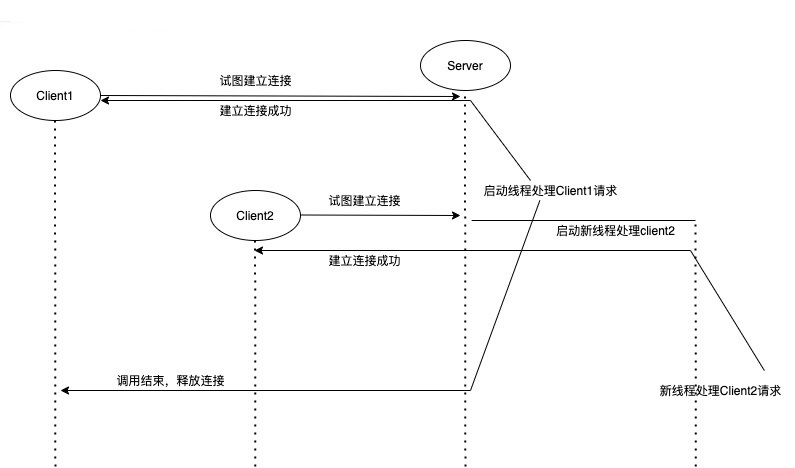 Server
试图建立连接
Client1
建立连接成功
启动线程处理Client1请求
试图建立连接
Client2
启动新线程处理client2
建立连接成功
调用结束，释放连接
新线程处理Client2请求